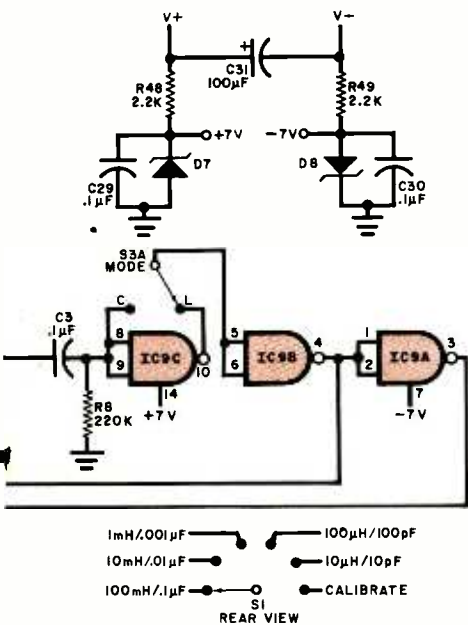 V+
V-
+
C31
100µF
R48
2.2K
R49
2.2K
+7V
-7V
D7
D8
C29
.1µF
C30
.1µF
S3A
MODE
C
L
C3
.1µF
8
9
IC9C
10
14
+7V
5
6
IC9B
4
1
2
IC9A
3
7
-7V
R8
220K
1mH/.001µF
100µH/100pF
10mH/.01µF
10µH/10pF
100mH/.1µF
CALIBRATE
S1
REAR VIEW